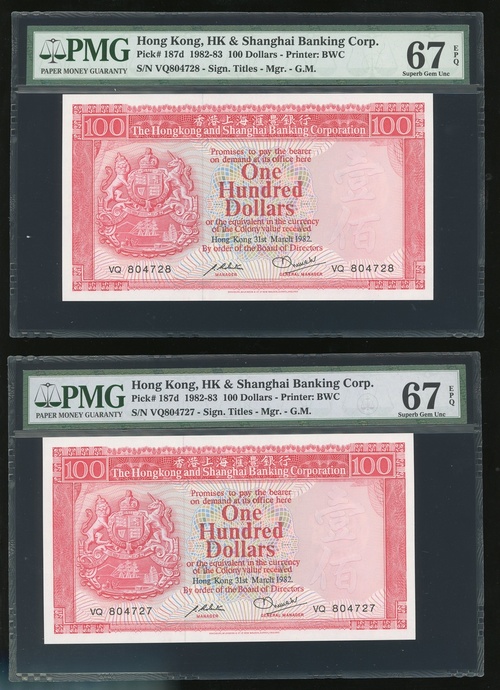 PMG
PAPER MONEY GUARANTY
Hong Kong, HK & Shanghai Banking Corp.
Pick# 187d 1982-83 100 Dollars - Printer: BWC
S/N VQ804728 - Sign. Titles - Mgr. - G.M.
67 EPQ
Superb Gem Unc
100 香港上海滙豐銀行 100
The Hongkong and Shanghai Banking Corporation
Promises to pay the bearer
on demand at its office here
One
Hundred
Dollars
or the equivalent in the currency
of the Colony value received
Hong Kong 31st March 1982.
By order of the Board of Directors
壹佰
VQ 804728
MANAGER
GENERAL MANAGER
VQ 804728
100 100
PMG
PAPER MONEY GUARANTY
Hong Kong, HK & Shanghai Banking Corp.
Pick# 187d 1982-83 100 Dollars - Printer: BWC
S/N VQ804727 - Sign. Titles - Mgr. - G.M.
67 EPQ
Superb Gem Unc
100 香港上海滙豐銀行 100
The Hongkong and Shanghai Banking Corporation
Promises to pay the bearer
on demand at its office here
One
Hundred
Dollars
or the equivalent in the currency
of the Colony value received
Hong Kong 31st March 1982.
By order of the Board of Directors
壹佰
VQ 804727
MANAGER
GENERAL MANAGER
VQ 804727
100 100